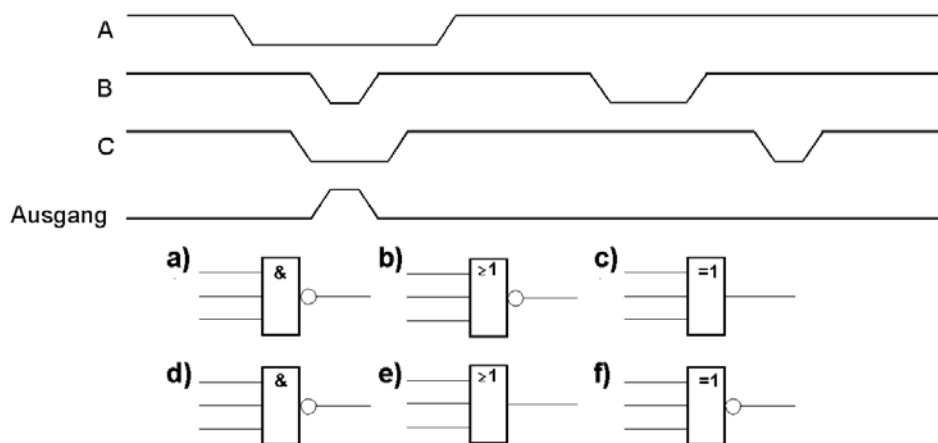 A
B
C
Ausgang
a) & b) ≥1 c) =1
d) & e) ≥1 f) =1